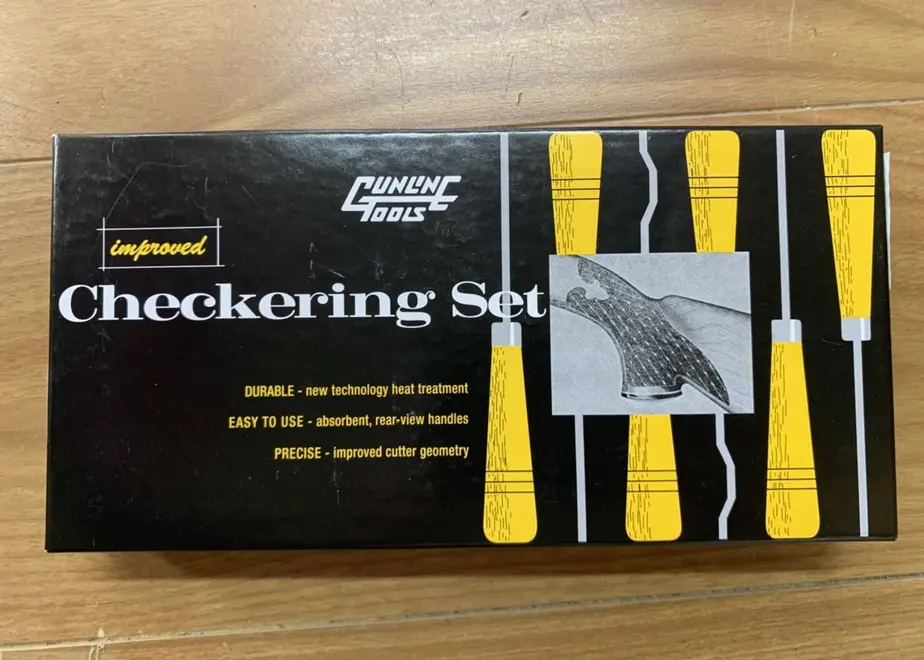 GUNLINE
TOOLS
improved
Checkering Set
DURABLE - new technology heat treatment
EASY TO USE - absorbent, rear-view handles
PRECISE - improved cutter geometry